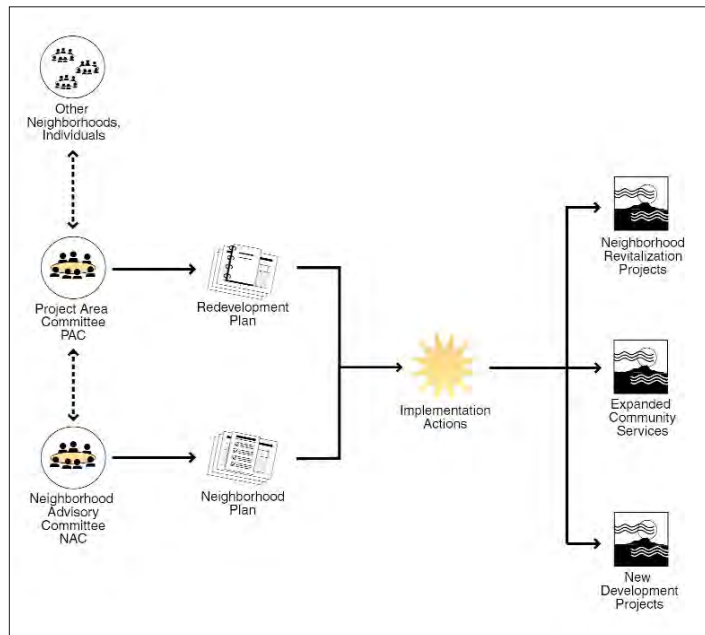 Other
Neighborhoods,
Individuals
Project Area
Committee
PAC
Redevelopment
Plan
Neighborhood
Advisory
Committee
NAC
Neighborhood
Plan
Implementation
Actions
Neighborhood
Revitalization
Projects
Expanded
Community
Services
New
Development
Projects